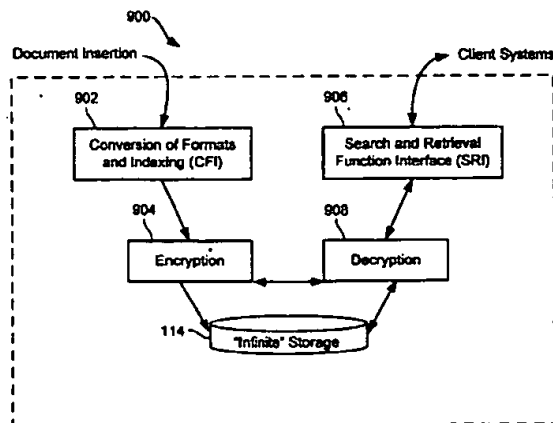 900
Document Insertion
Client Systems
902
906
Conversion of Formats
and Indexing (CFI)
Search and Retrieval
Function Interface (SRI)
904
908
Encryption
Decryption
114
"Infinite" Storage